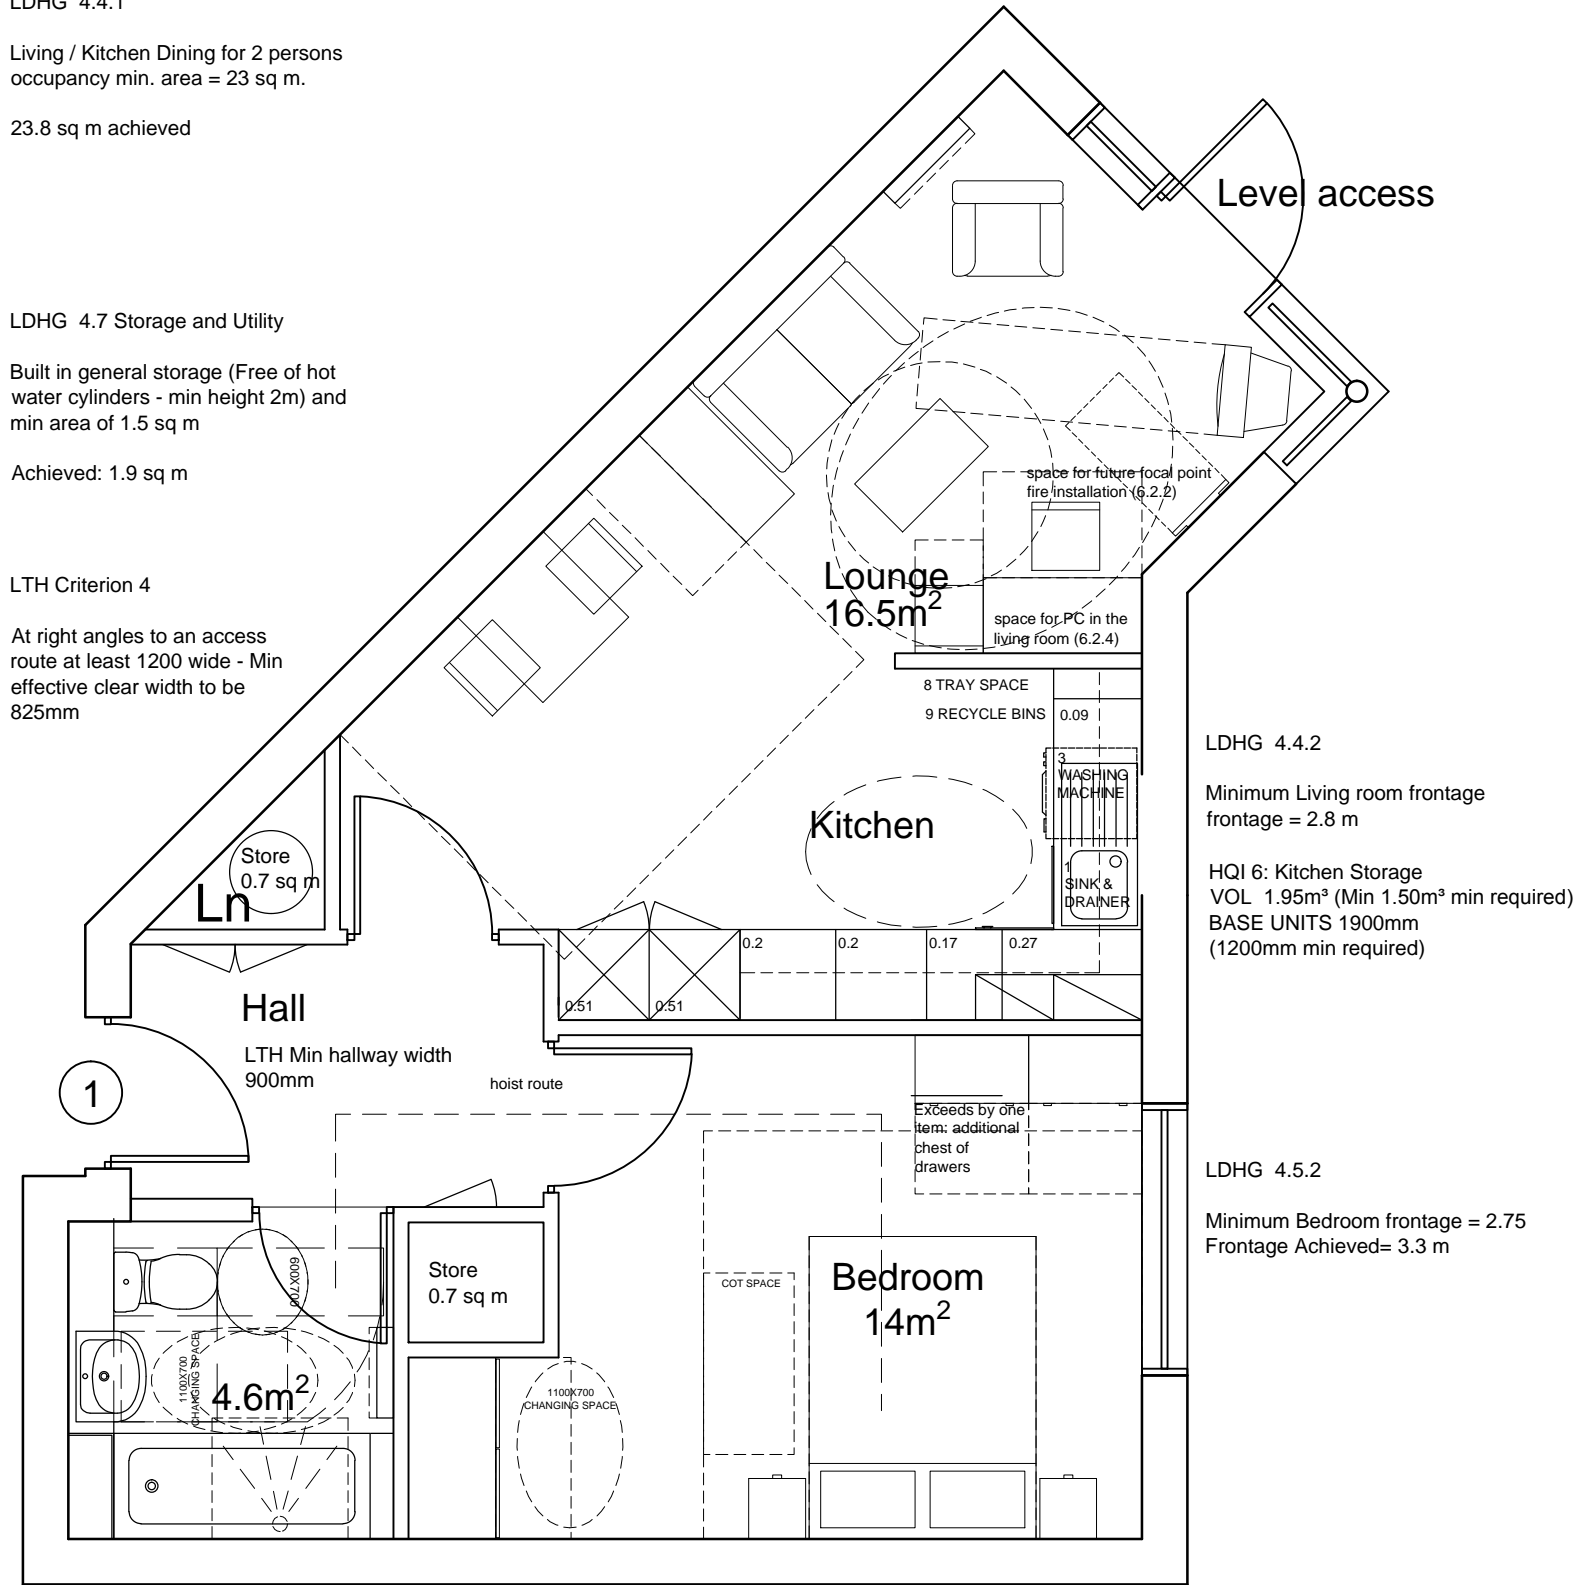 LDHG 4.4.1
Living / Kitchen Dining for 2 persons
occupancy min. area = 23 sq m.
23.8 sq m achieved
Level access
LDHG 4.7 Storage and Utility
Built in general storage (Free of hot
water cylinders - min height 2m) and
min area of 1.5 sq m
Achieved: 1.9 sq m
space for future focal point
fire installation (6.2.2)
LTH Criterion 4
At right angles to an access
route at least 1200 wide - Min
effective clear width to be
825mm
Lounge
16.5m²
space for PC in the
living room (6.2.4)
8 TRAY SPACE
9 RECYCLE BINS
0.09
3
WASHING
MACHINE
Kitchen
1
SINK &
DRAINER
LDHG 4.4.2
Minimum Living room frontage
frontage = 2.8 m
HQI 6: Kitchen Storage
VOL 1.95m³ (Min 1.50m³ min required)
BASE UNITS 1900mm
(1200mm min required)
Store
0.7 sq m
Ln
0.2
0.2
0.17
0.27
0.51
0.51
Hall
LTH Min hallway width
900mm
1
hoist route
Exceeds by one
item: additional
chest of
drawers
LDHG 4.5.2
Minimum Bedroom frontage = 2.75
Frontage Achieved= 3.3 m
600X700
Store
0.7 sq m
COT SPACE
Bedroom
14m²
1100X700
CHANGING SPACE
4.6m²
1100X700
CHANGING SPACE